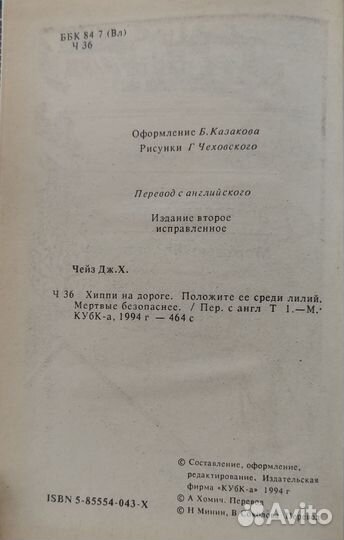 ББК 84 7 (Вл)
Ч 36
Оформление Б. Казакова
Рисунки Г Чеховского
Перевод с английского
Издание второе
исправленное
Чейз Дж.Х.
Ч 36 Хиппи на дороге. Положите ее среди лилий.
Мертвые безопаснее. / Пер. с англ Т 1.—М.·
КУбК-а, 1994 г — 464 с
© Составление, оформление,
редактирование. Издательская
фирма "КУбК-а" 1994 г
© А Хомич. Перевод
© Н Минин, В
ISBN 5-85554-043-X
Avito